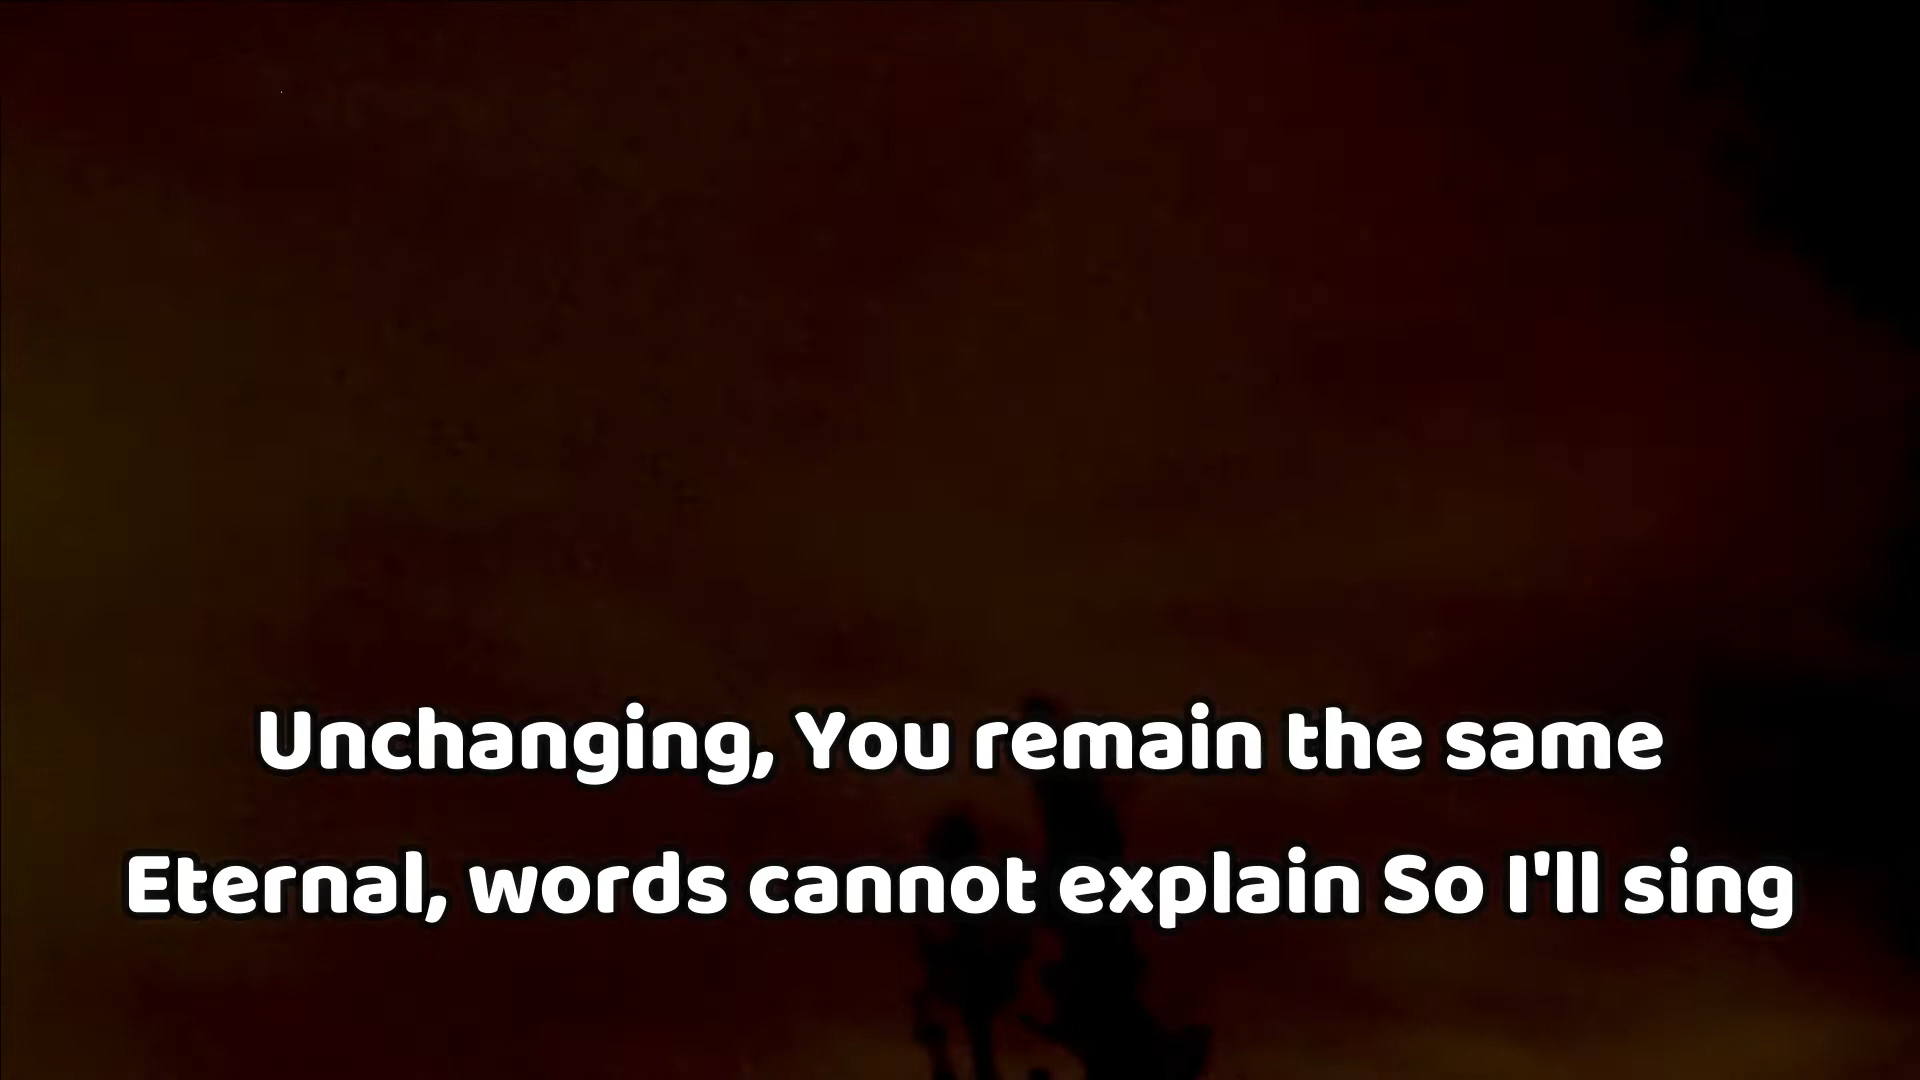 Unchanging, You remain the same
Eternal, words cannot explain So I'll sing